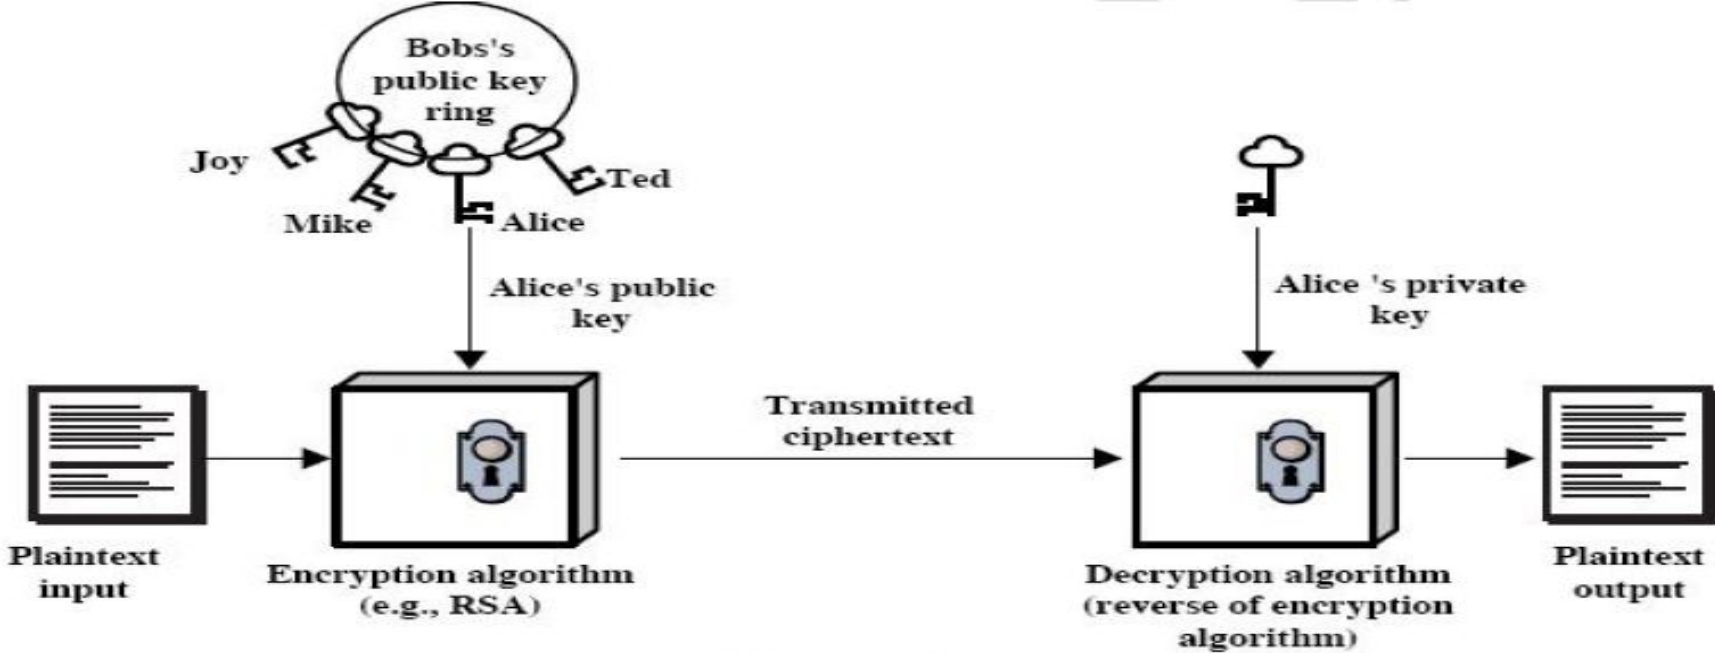 Bobs's
public key
ring
Joy
Mike
Alice
Ted
Alice's public
key
Alice 's private
key
Transmitted
ciphertext
Plaintext
input
Encryption algorithm
(e.g., RSA)
Decryption algorithm
(reverse of encryption
algorithm)
Plaintext
output